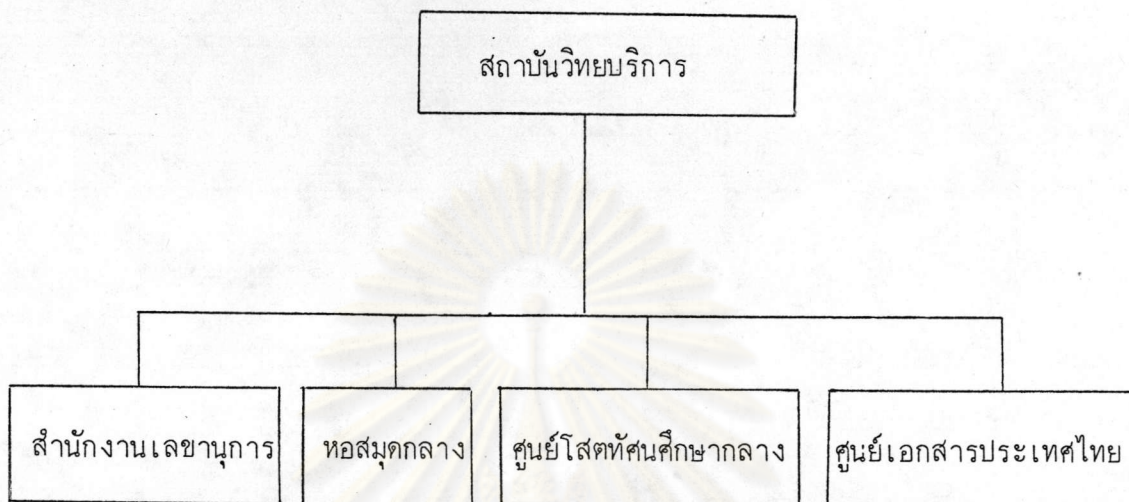 สถาบันวิทยบริการ
สำนักงานเลขานุการ
หอสมุดกลาง
ศูนย์โสตทัศนศึกษากลาง
ศูนย์เอกสารประเทศไทย